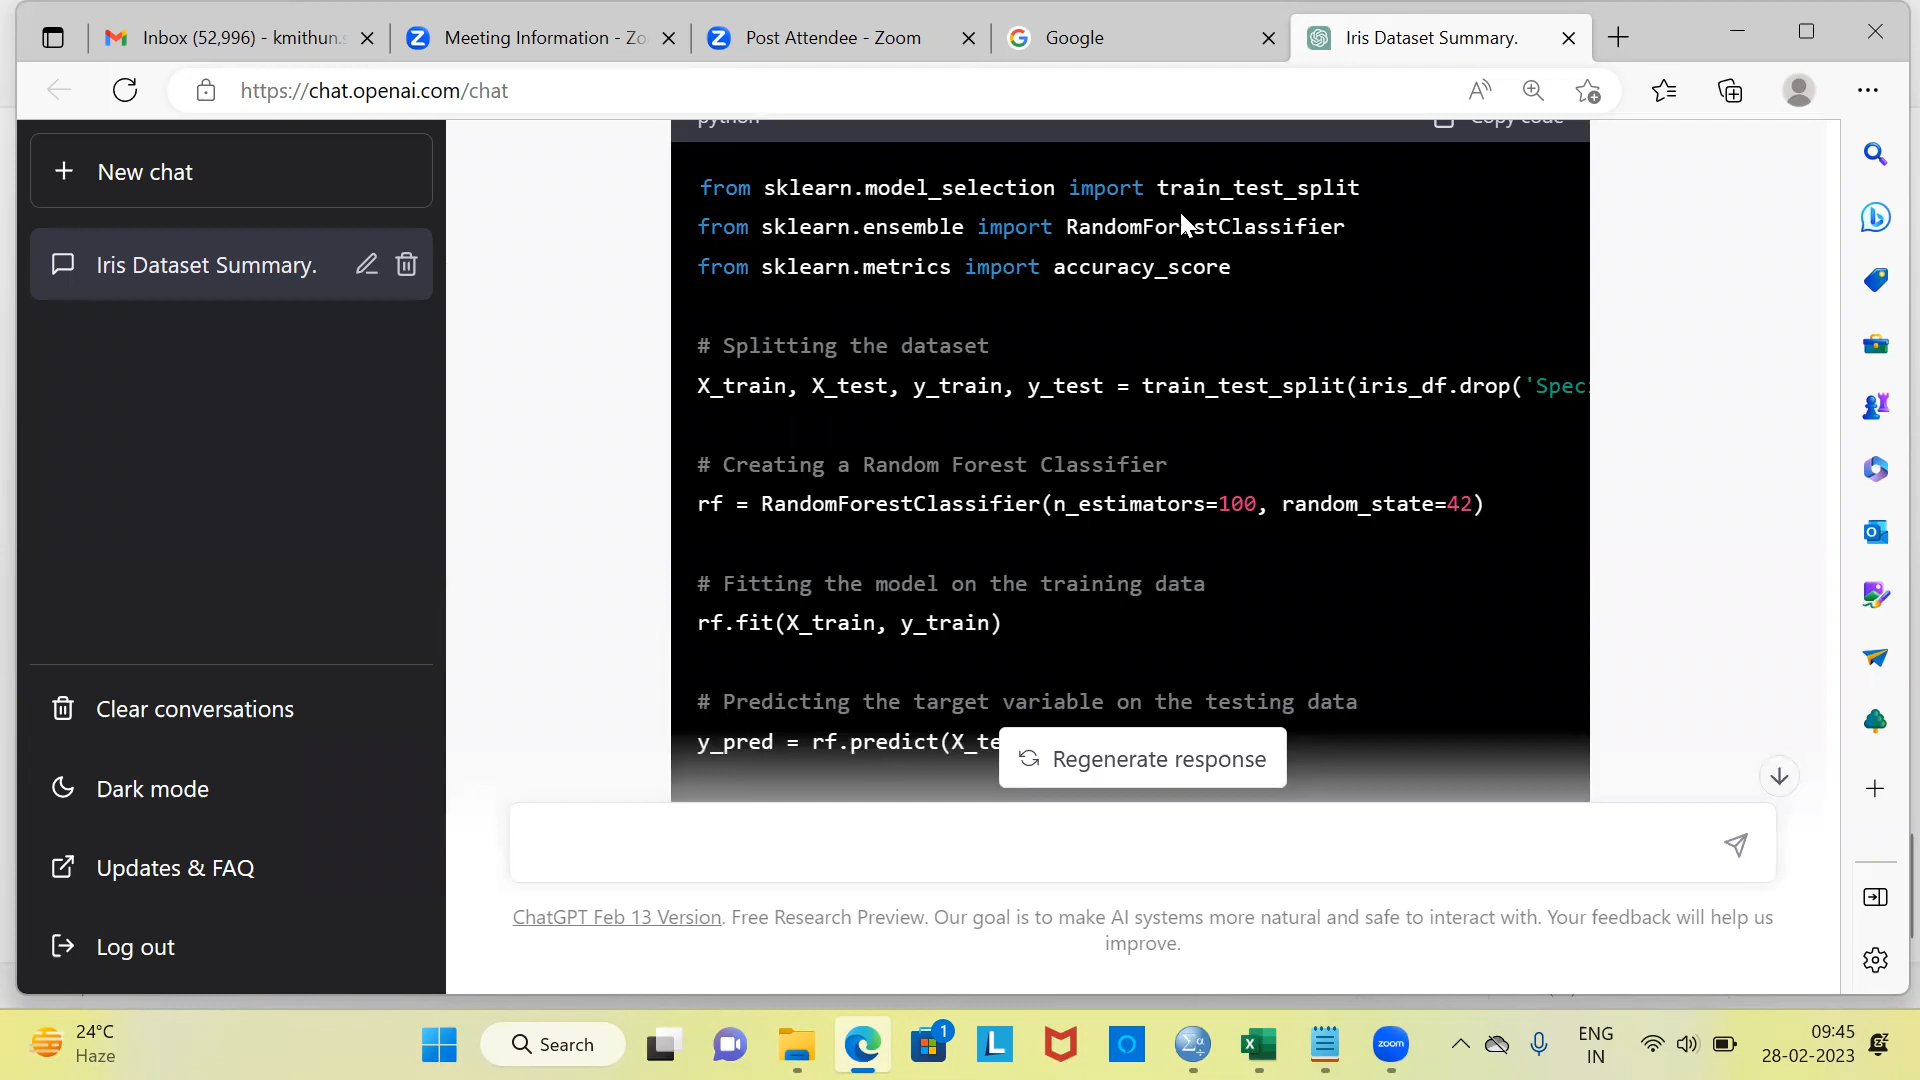 Inbox (52,996) - kmithun.s
Meeting Information - Zo
Post Attendee - Zoom
Google
Iris Dataset Summary.
https://chat.openai.com/chat
New chat
Iris Dataset Summary.
Clear conversations
Dark mode
Updates & FAQ
Log out
python
Copy code
from sklearn.model_selection import train_test_split
from sklearn.ensemble import RandomForestClassifier
from sklearn.metrics import accuracy_score
# Splitting the dataset
X_train, X_test, y_train, y_test = train_test_split(iris_df.drop('Speci
# Creating a Random Forest Classifier
rf = RandomForestClassifier(n_estimators=100, random_state=42)
# Fitting the model on the training data
rf.fit(X_train, y_train)
# Predicting the target variable on the testing data
y_pred = rf.predict(X_te
Regenerate response
ChatGPT Feb 13 Version. Free Research Preview. Our goal is to make AI systems more natural and safe to interact with. Your feedback will help us
improve.
24°C
Haze
Search
1
L
zoom
ENG
IN
09:45
28-02-2023